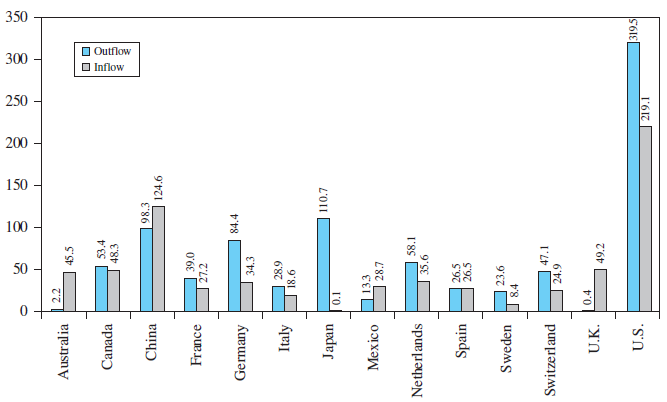 350
300
250
200
150
100
50
0
Outflow
Inflow
2.2
45.5
53.4
48.3
98.3
124.6
39.0
27.2
84.4
34.3
28.9
18.6
110.7
0.1
13.3
28.7
58.1
35.6
26.5
26.5
23.6
8.4
47.1
24.9
0.4
49.2
319.5
219.1
Australia
Canada
China
France
Germany
Italy
Japan
Mexico
Netherlands
Spain
Sweden
Switzerland
U.K.
U.S.